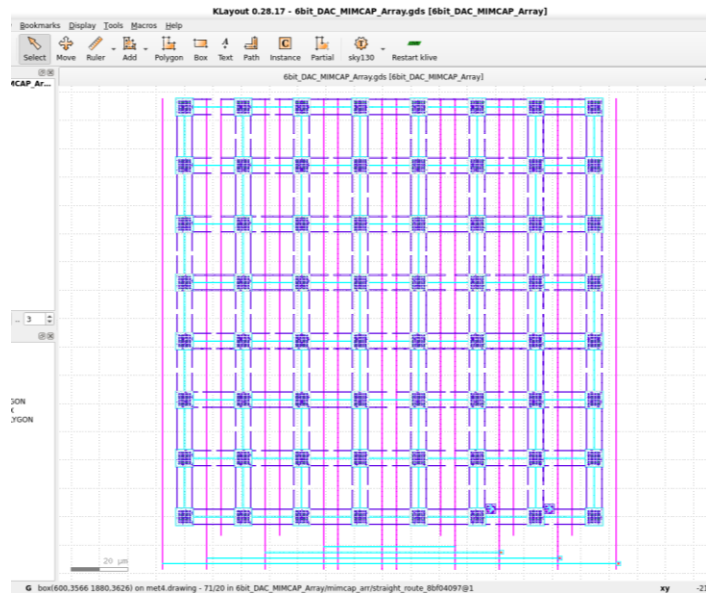 KLayout 0.28.17 - 6bit_DAC_MIMCAP_Array.gds [6bit_DAC_MIMCAP_Array]
Bookmarks Display Tools Macros Help
Select Move Ruler Add Polygon Box Text Path Instance Partial sky130 Restart klive
MCAP_Ar...
6bit_DAC_MIMCAP_Array.gds [6bit_DAC_MIMCAP_Array]
.. 3
GON
YGON
20 µm
G box(600,3566 1880,3626) on met4.drawing - 71/20 in 6bit_DAC_MIMCAP_Array/mimcap_arr/straight_route_8bf04097@1 xy